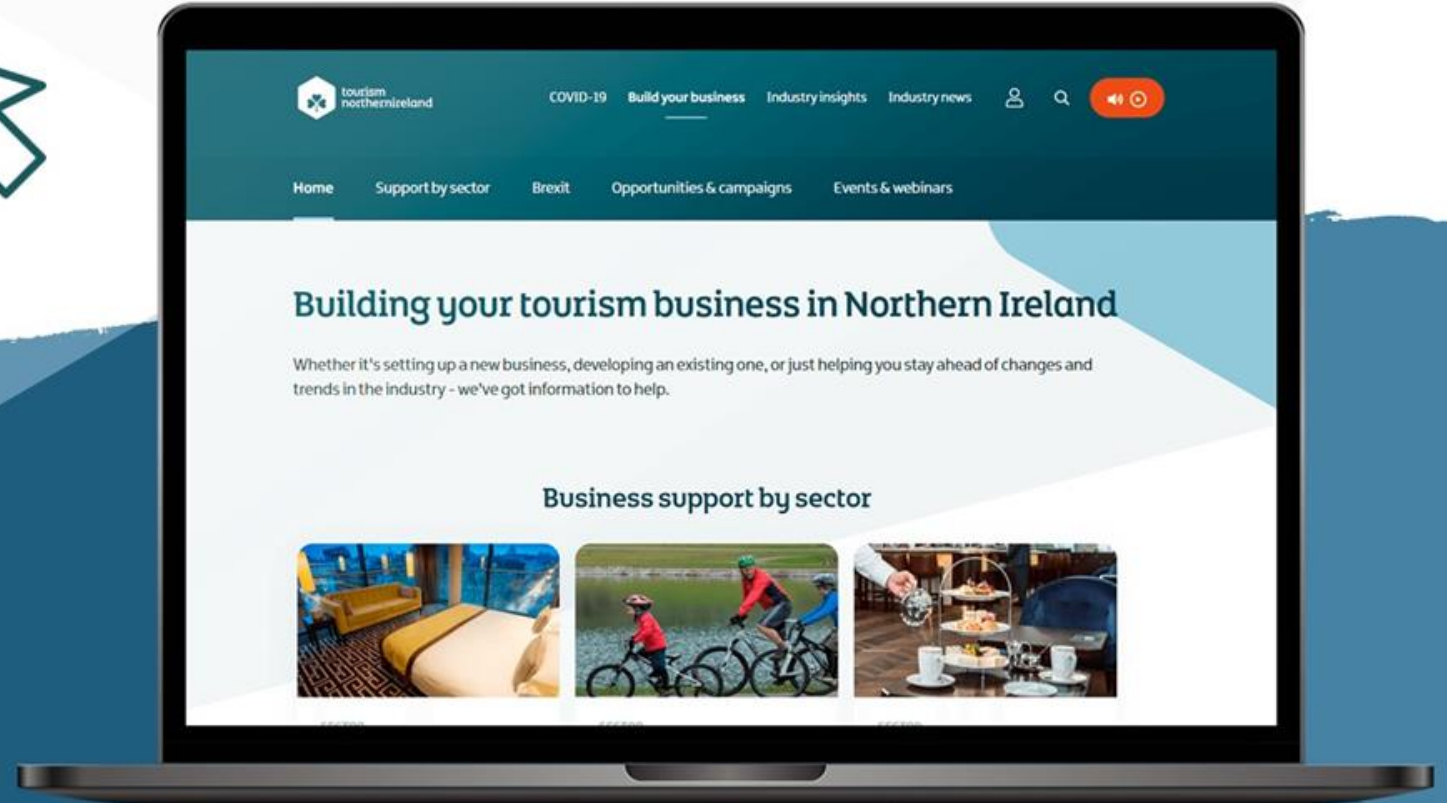 tourism
northernireland
COVID-19 Build your business Industry insights Industry news
Home Support by sector Brexit Opportunities & campaigns Events & webinars
Building your tourism business in Northern Ireland
Whether it's setting up a new business, developing an existing one, or just helping you stay ahead of changes and
trends in the industry - we've got information to help.
Business support by sector